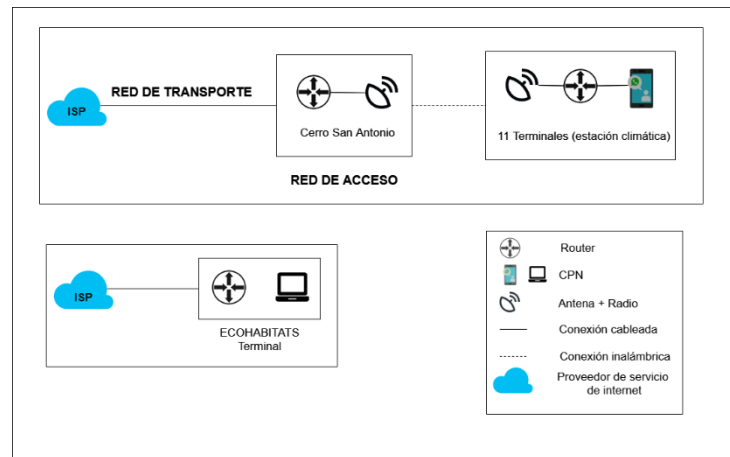 RED DE TRANSPORTE
ISP
Cerro San Antonio
11 Terminales (estación climática)
RED DE ACCESO
ISP
ECOHABITATS
Terminal
Router
CPN
Antena + Radio
Conexión cableada
Conexión inalámbrica
Proveedor de servicio
de internet